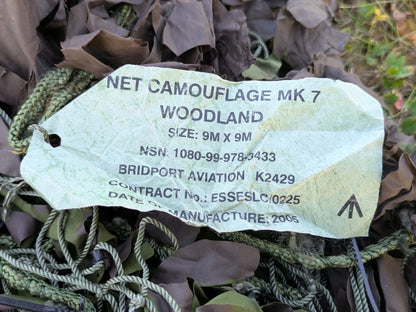 NET CAMOUFLAGE MK 7
WOODLAND
SIZE: 9M X 9M
NSN: 1080-99-978-5433
BRIDPORT AVIATION K2429
CONTRACT No.: ESSESLC/0225
DATE OF MANUFACTURE: 2005